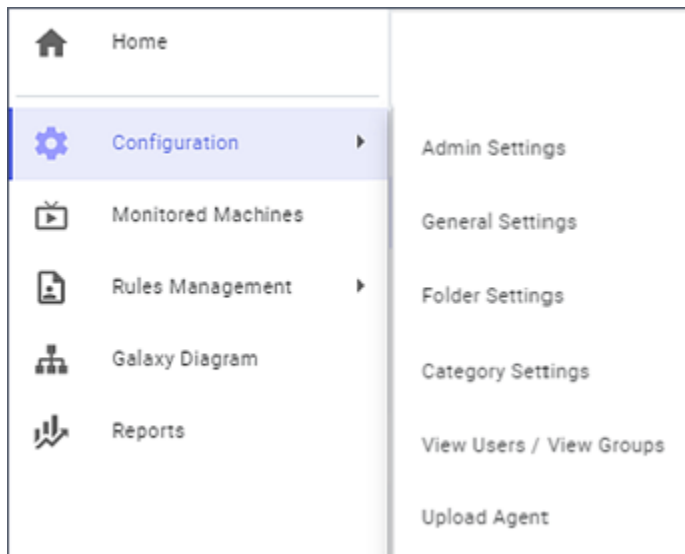 Home
Configuration
Monitored Machines
Rules Management
Galaxy Diagram
Reports
Admin Settings
General Settings
Folder Settings
Category Settings
View Users / View Groups
Upload Agent